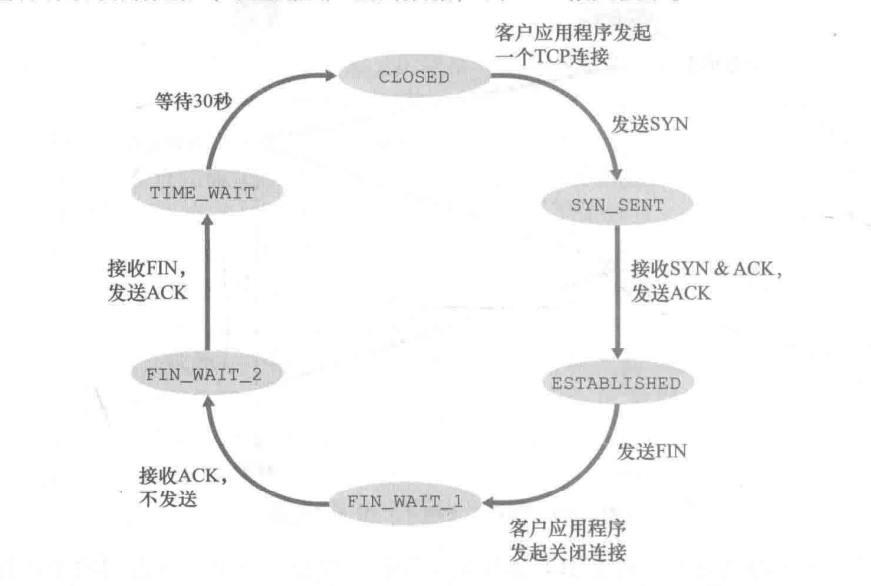 客户应用程序发起
一个TCP连接
CLOSED
等待30秒
发送SYN
TIME_WAIT
SYN_SENT
接收FIN，
发送ACK
接收SYN & ACK，
发送ACK
FIN_WAIT_2
ESTABLISHED
发送FIN
接收ACK，
不发送
FIN_WAIT_1
客户应用程序
发起关闭连接